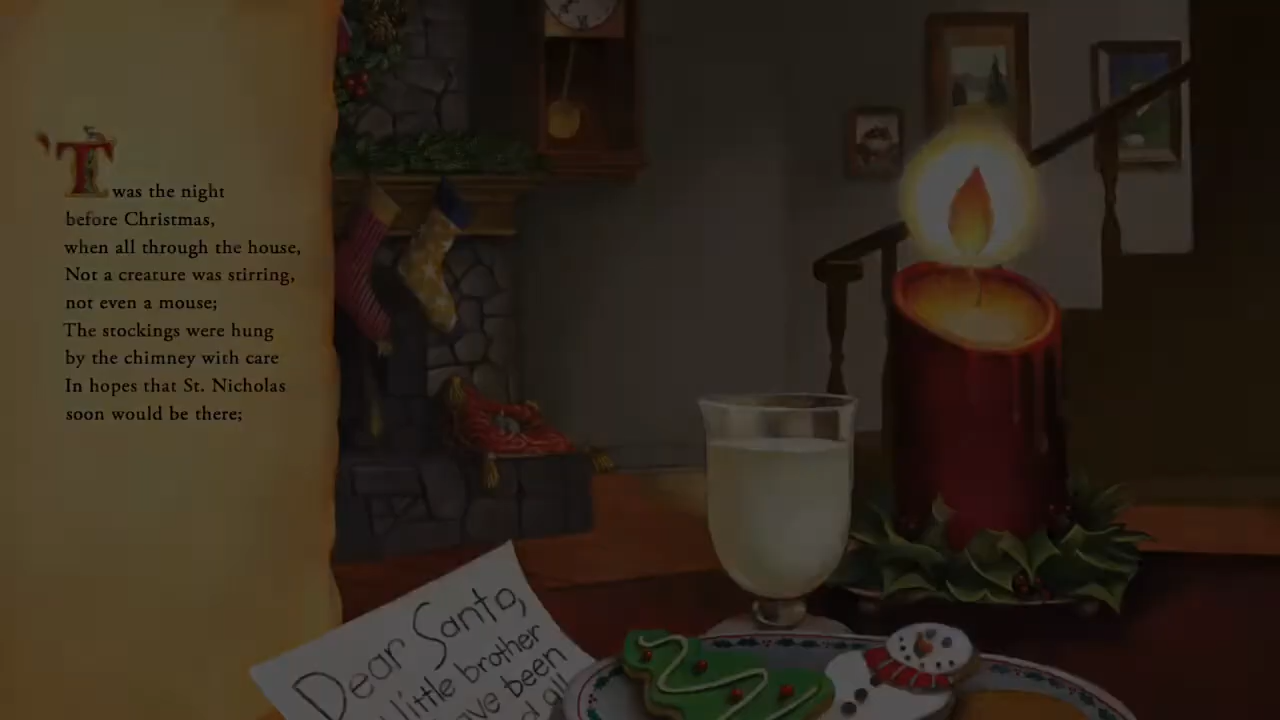 'Twas the night
before Christmas,
when all through the house,
Not a creature was stirring,
not even a mouse;
The stockings were hung
by the chimney with care
In hopes that St. Nicholas
soon would be there;
Dear Santa,
little brother
been